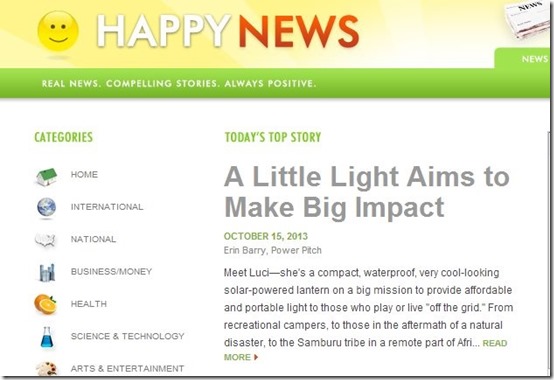 HAPPY NEWS
NEWS
NEWS
REAL NEWS. COMPELLING STORIES. ALWAYS POSITIVE.
CATEGORIES
HOME
INTERNATIONAL
NATIONAL
BUSINESS/MONEY
HEALTH
SCIENCE & TECHNOLOGY
ARTS & ENTERTAINMENT
TODAY'S TOP STORY
A Little Light Aims to
Make Big Impact
OCTOBER 15, 2013
Erin Barry, Power Pitch
Meet Luci—she's a compact, waterproof, very cool-looking
solar-powered lantern on a big mission to provide affordable
and portable light to those who play or live "off the grid." From
recreational campers, to those in the aftermath of a natural
disaster, to the Samburu tribe in a remote part of Afri... READ
MORE